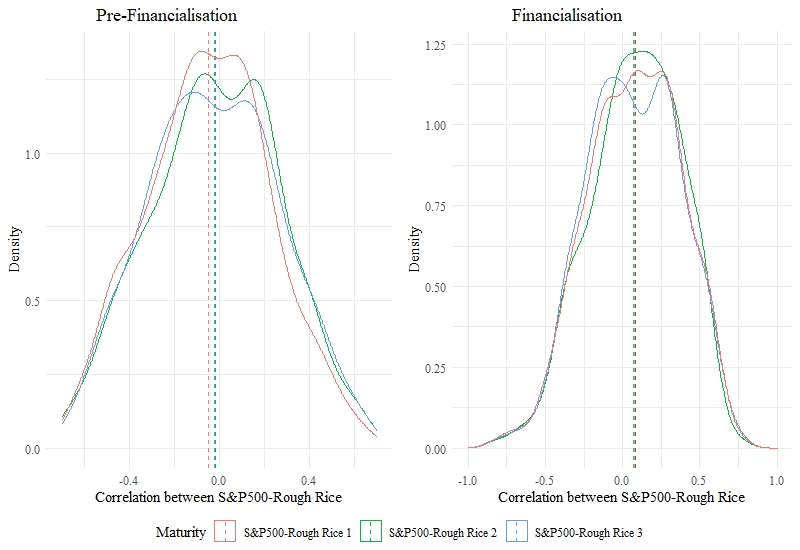 Pre-Financialisation
Financialisation
Density
1.0
0.5
0.0
-0.4
0.0
0.4
Correlation between S&P500-Rough Rice
Density
1.25
1.00
0.75
0.50
0.25
0.00
-1.0
-0.5
0.0
0.5
1.0
Correlation between S&P500-Rough Rice
Maturity
S&P500-Rough Rice 1
S&P500-Rough Rice 2
S&P500-Rough Rice 3